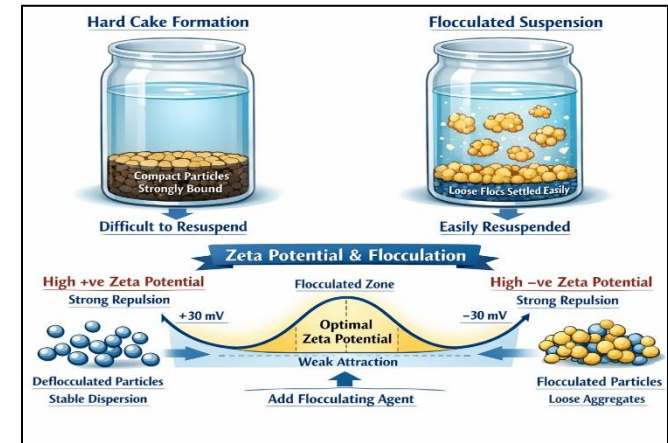 Hard Cake Formation
Flocculated Suspension
Compact Particles
Strongly Bound
Loose Flocs Settled Easily
Difficult to Resuspend
Easily Resuspended
Zeta Potential & Flocculation
High +ve Zeta Potential
Strong Repulsion
Flocculated Zone
High –ve Zeta Potential
Strong Repulsion
+30 mV
Optimal
Zeta Potential
−30 mV
Weak Attraction
Deflocculated Particles
Stable Dispersion
Add Flocculating Agent
Flocculated Particles
Loose Aggregates